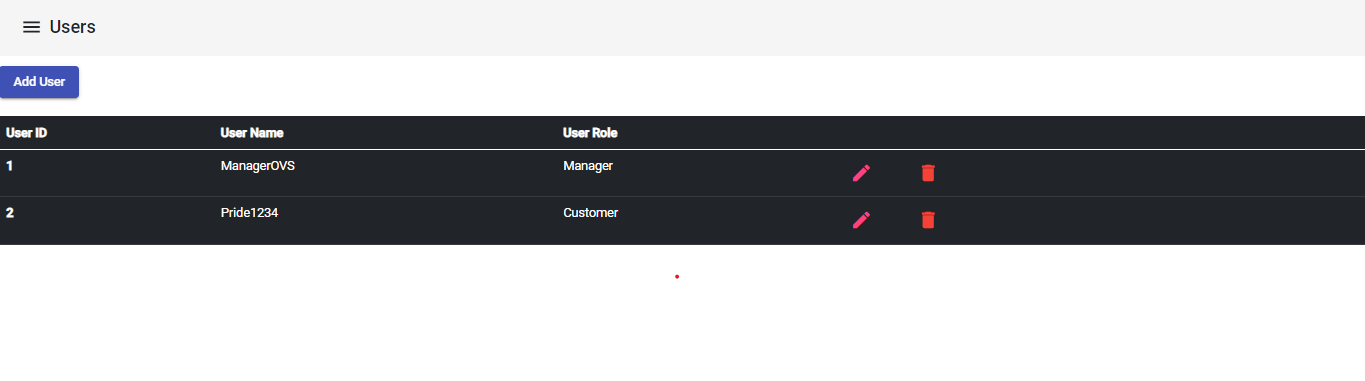 Users
Add User
User ID User Name User Role
1 ManagerOVS Manager
2 Pride1234 Customer